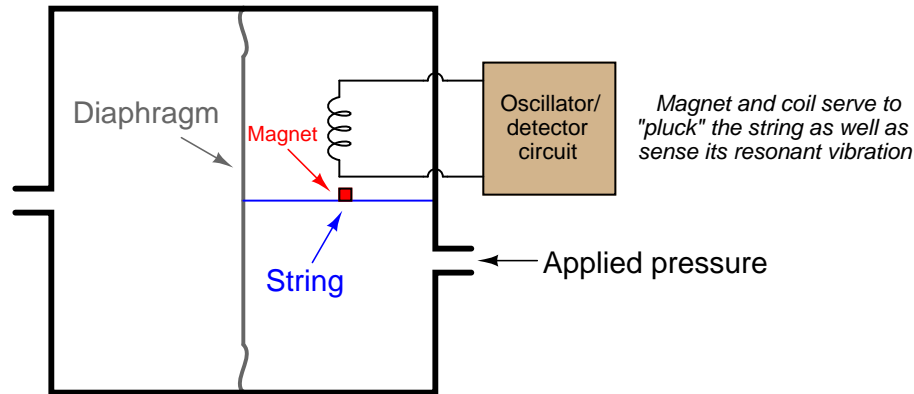 Diaphragm
Magnet
String
Oscillator/
detector
circuit
Magnet and coil serve to
"pluck" the string as well as
sense its resonant vibration
Applied pressure